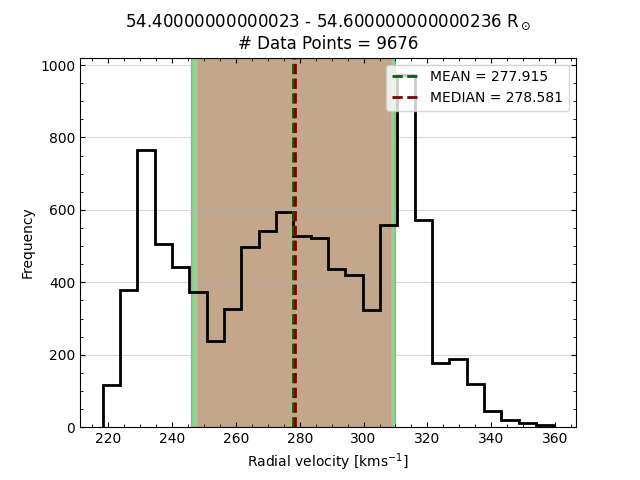 54.40000000000023 - 54.600000000000236 R⊙
# Data Points = 9676
MEAN = 277.915
MEDIAN = 278.581
1000
800
600
400
200
0
Frequency
220 240 260 280 300 320 340 360
Radial velocity [kms⁻¹]